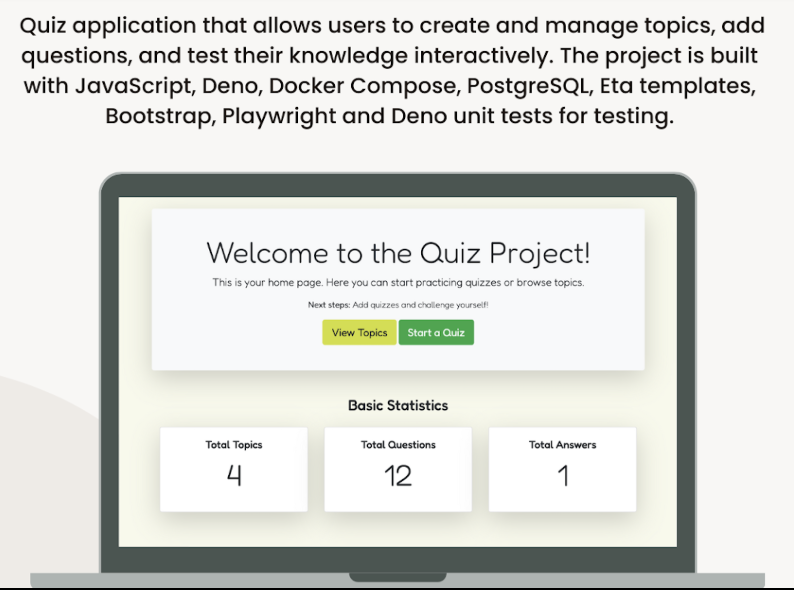 Quiz application that allows users to create and manage topics, add
questions, and test their knowledge interactively. The project is built
with JavaScript, Deno, Docker Compose, PostgreSQL, Eta templates,
Bootstrap, Playwright and Deno unit tests for testing.
Welcome to the Quiz Project!
This is your home page. Here you can start practicing quizzes or browse topics.
Next steps: Add quizzes and challenge yourself!
View Topics Start a Quiz
Basic Statistics
Total Topics Total Questions Total Answers
4 12 1